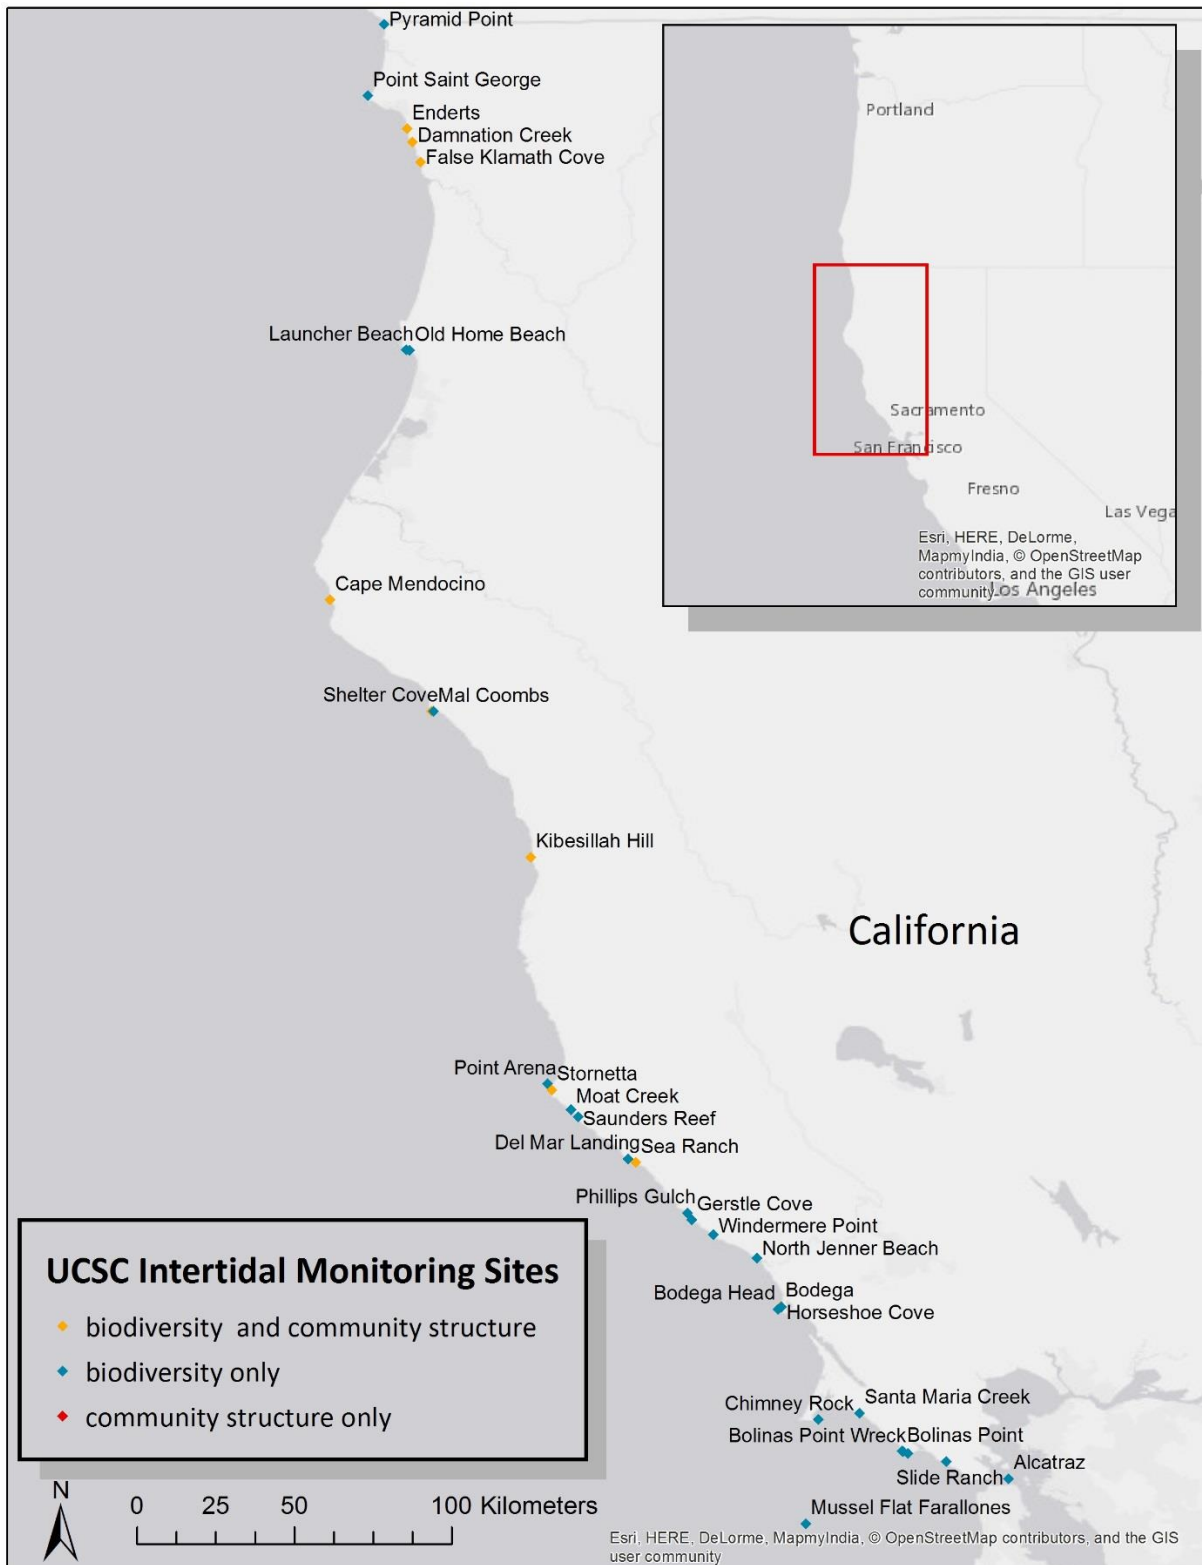 Pyramid Point
Point Saint George
Enderts
Damnation Creek
False Klamath Cove
Launcher Beach
Old Home Beach
Cape Mendocino
Shelter Cove
Mal Coombs
Kibesillah Hill
California
Point Arena
Stornetta
Moat Creek
Saunders Reef
Del Mar Landing
Sea Ranch
Phillips Gulch
Gerstle Cove
Windermere Point
North Jenner Beach
Bodega Head
Bodega
Horseshoe Cove
Chimney Rock
Santa Maria Creek
Bolinas Point Wreck
Bolinas Point
Slide Ranch
Alcatraz
Mussel Flat Farallones
Portland
Sacramento
San Francisco
Fresno
Las Vega
Los Angeles
Esri, HERE, DeLorme,
MapmyIndia, © OpenStreetMap
contributors, and the GIS user
community
UCSC Intertidal Monitoring Sites
biodiversity and community structure
biodiversity only
community structure only
N
0 25 50 100 Kilometers
Esri, HERE, DeLorme, MapmyIndia, © OpenStreetMap contributors, and the GIS
user community